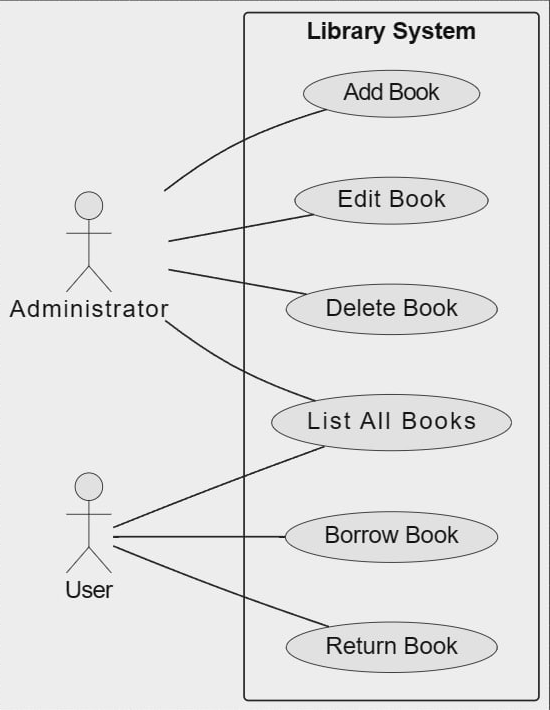 Library System
Add Book
Edit Book
Delete Book
Administrator
List All Books
Borrow Book
User
Return Book